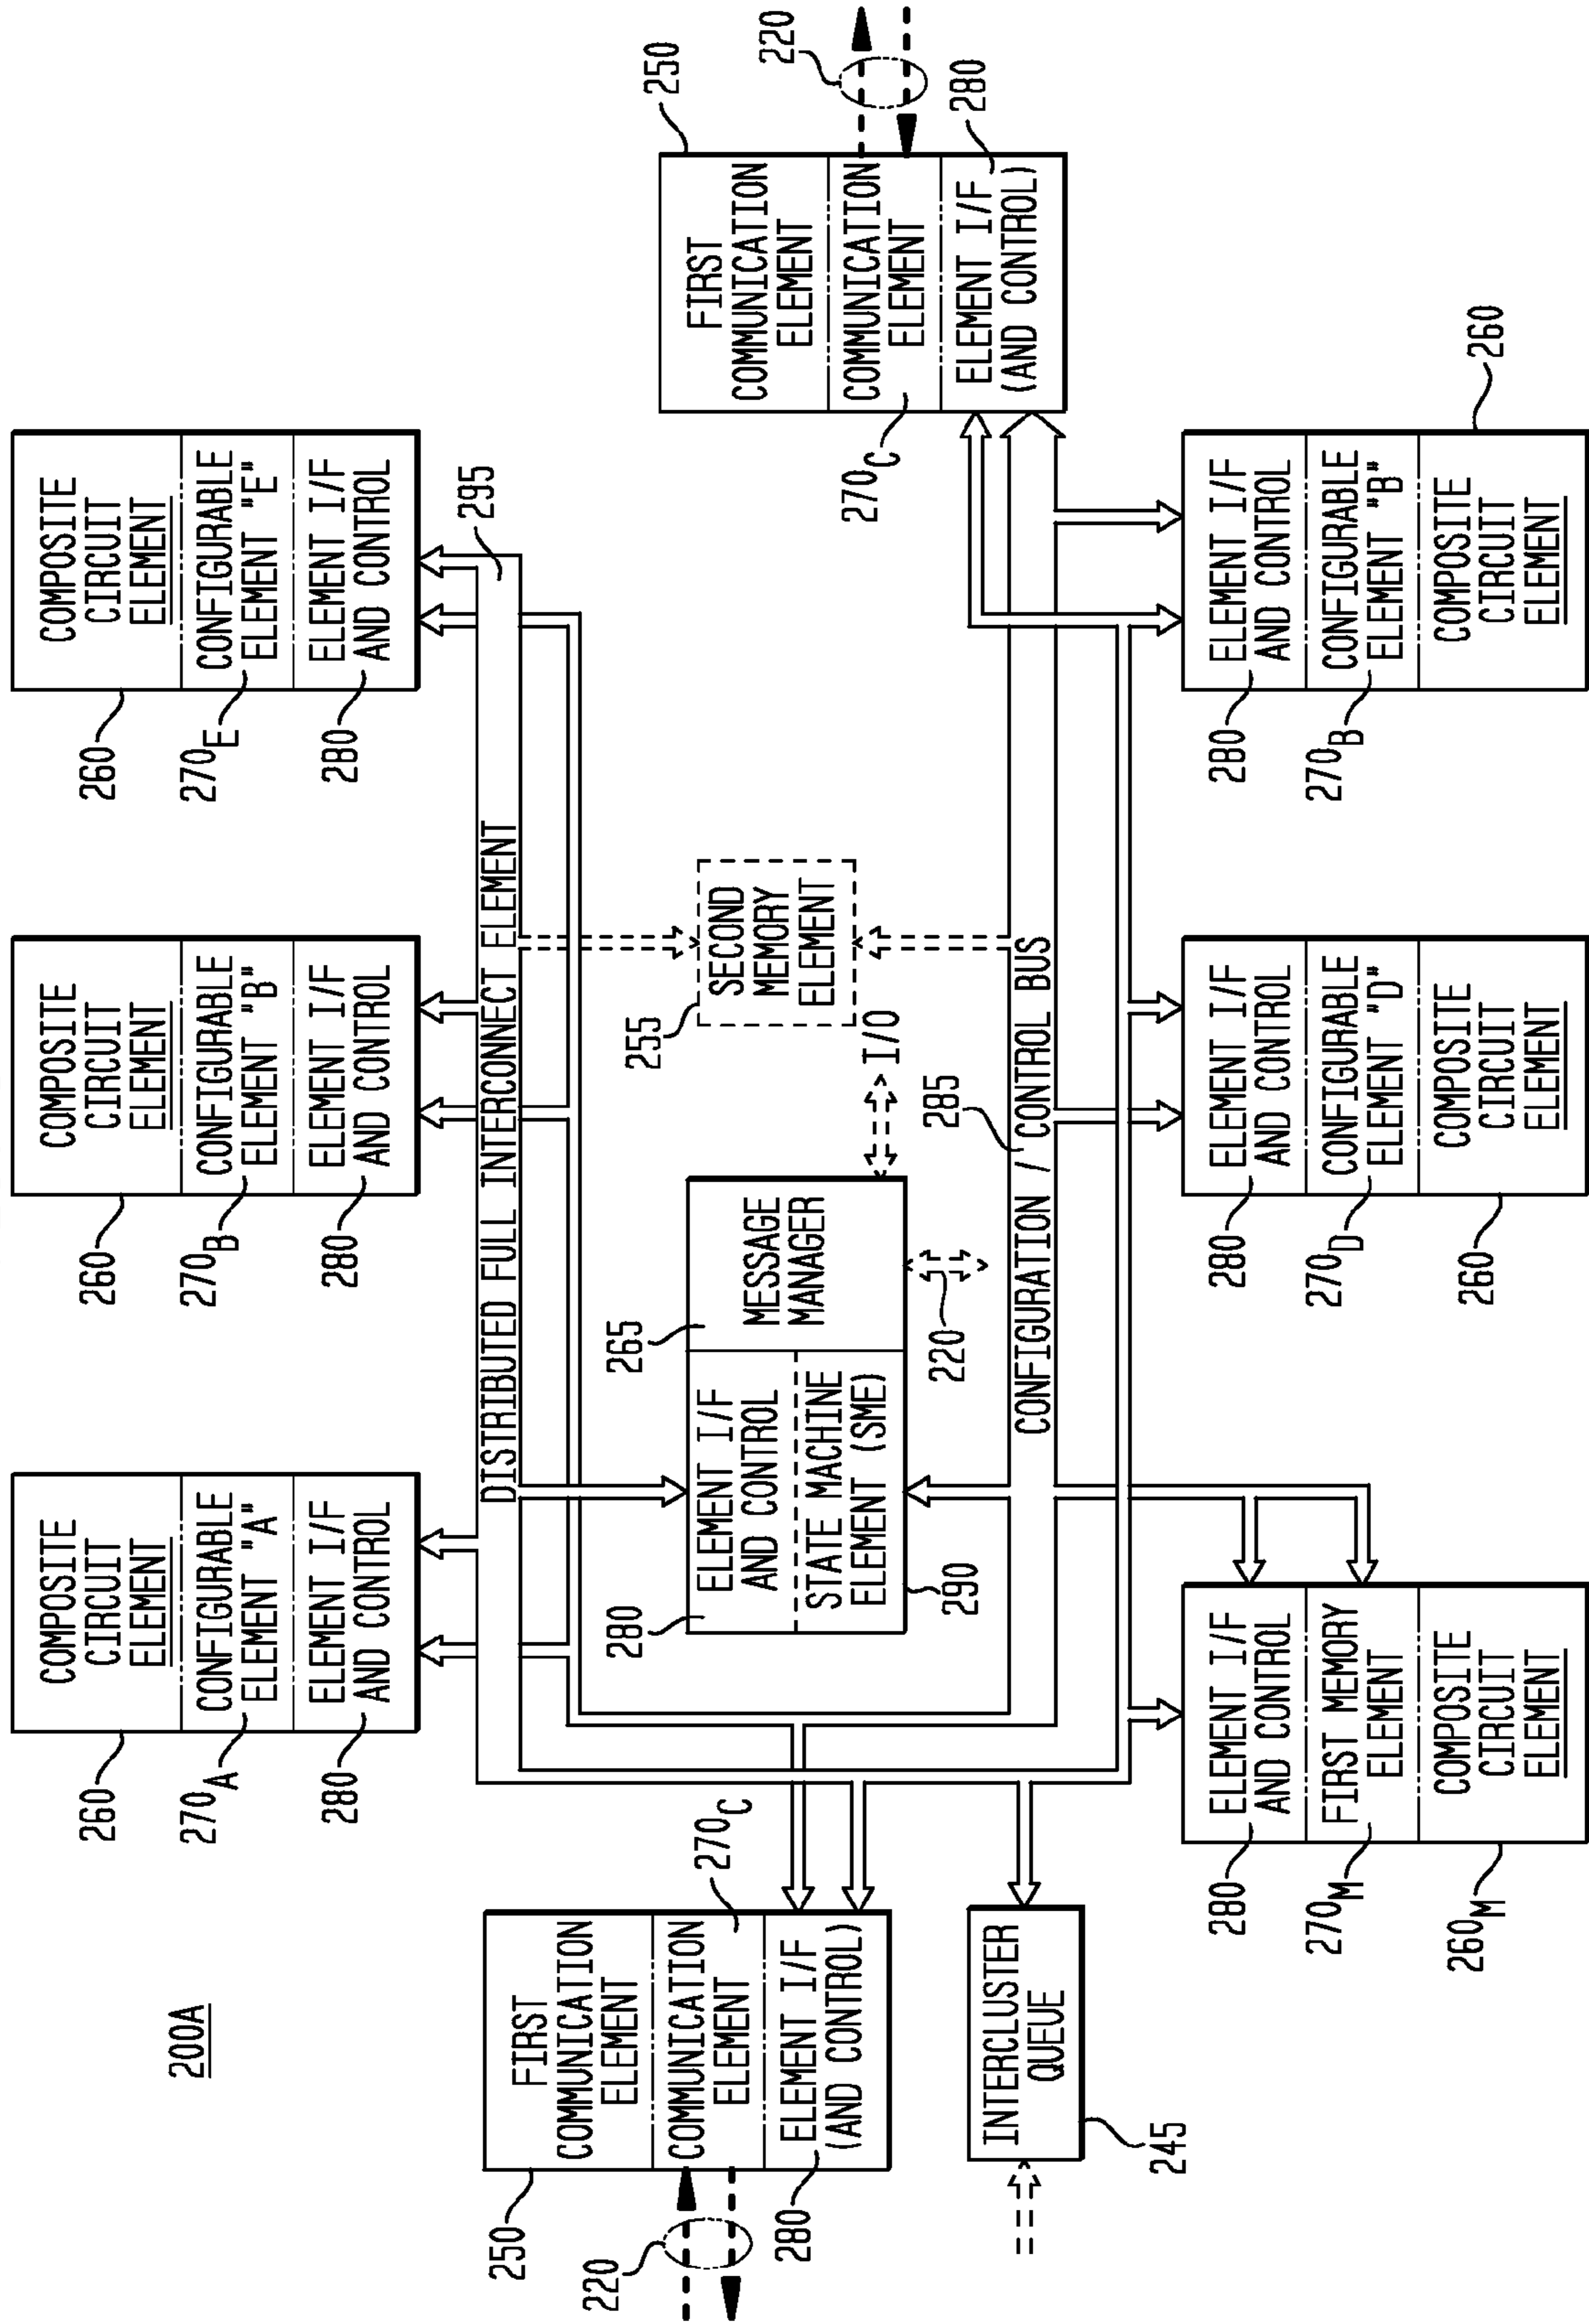 200A
260
COMPOSITE
CIRCUIT
ELEMENT
270A
CONFIGURABLE
ELEMENT "A"
280
ELEMENT I/F
AND CONTROL
260
COMPOSITE
CIRCUIT
ELEMENT
270B
CONFIGURABLE
ELEMENT "B"
280
ELEMENT I/F
AND CONTROL
260
COMPOSITE
CIRCUIT
ELEMENT
270E
CONFIGURABLE
ELEMENT "E"
280
ELEMENT I/F
AND CONTROL
DISTRIBUTED FULL INTERCONNECT ELEMENT
295
250
FIRST
COMMUNICATION
ELEMENT
270C
COMMUNICATION
ELEMENT
220
280
ELEMENT I/F
(AND CONTROL)
INTERCLUSTER
QUEUE
245
265
280
ELEMENT I/F
AND CONTROL
STATE MACHINE
ELEMENT (SME)
290
MESSAGE
MANAGER
220
I/O
255
SECOND
MEMORY
ELEMENT
285
CONFIGURATION / CONTROL BUS
250
FIRST
COMMUNICATION
ELEMENT
270C
COMMUNICATION
ELEMENT
220
280
ELEMENT I/F
(AND CONTROL)
280
ELEMENT I/F
AND CONTROL
270M
FIRST MEMORY
ELEMENT
260M
COMPOSITE
CIRCUIT
ELEMENT
280
ELEMENT I/F
AND CONTROL
270D
CONFIGURABLE
ELEMENT "D"
260
COMPOSITE
CIRCUIT
ELEMENT
280
ELEMENT I/F
AND CONTROL
270B
CONFIGURABLE
ELEMENT "B"
260
COMPOSITE
CIRCUIT
ELEMENT